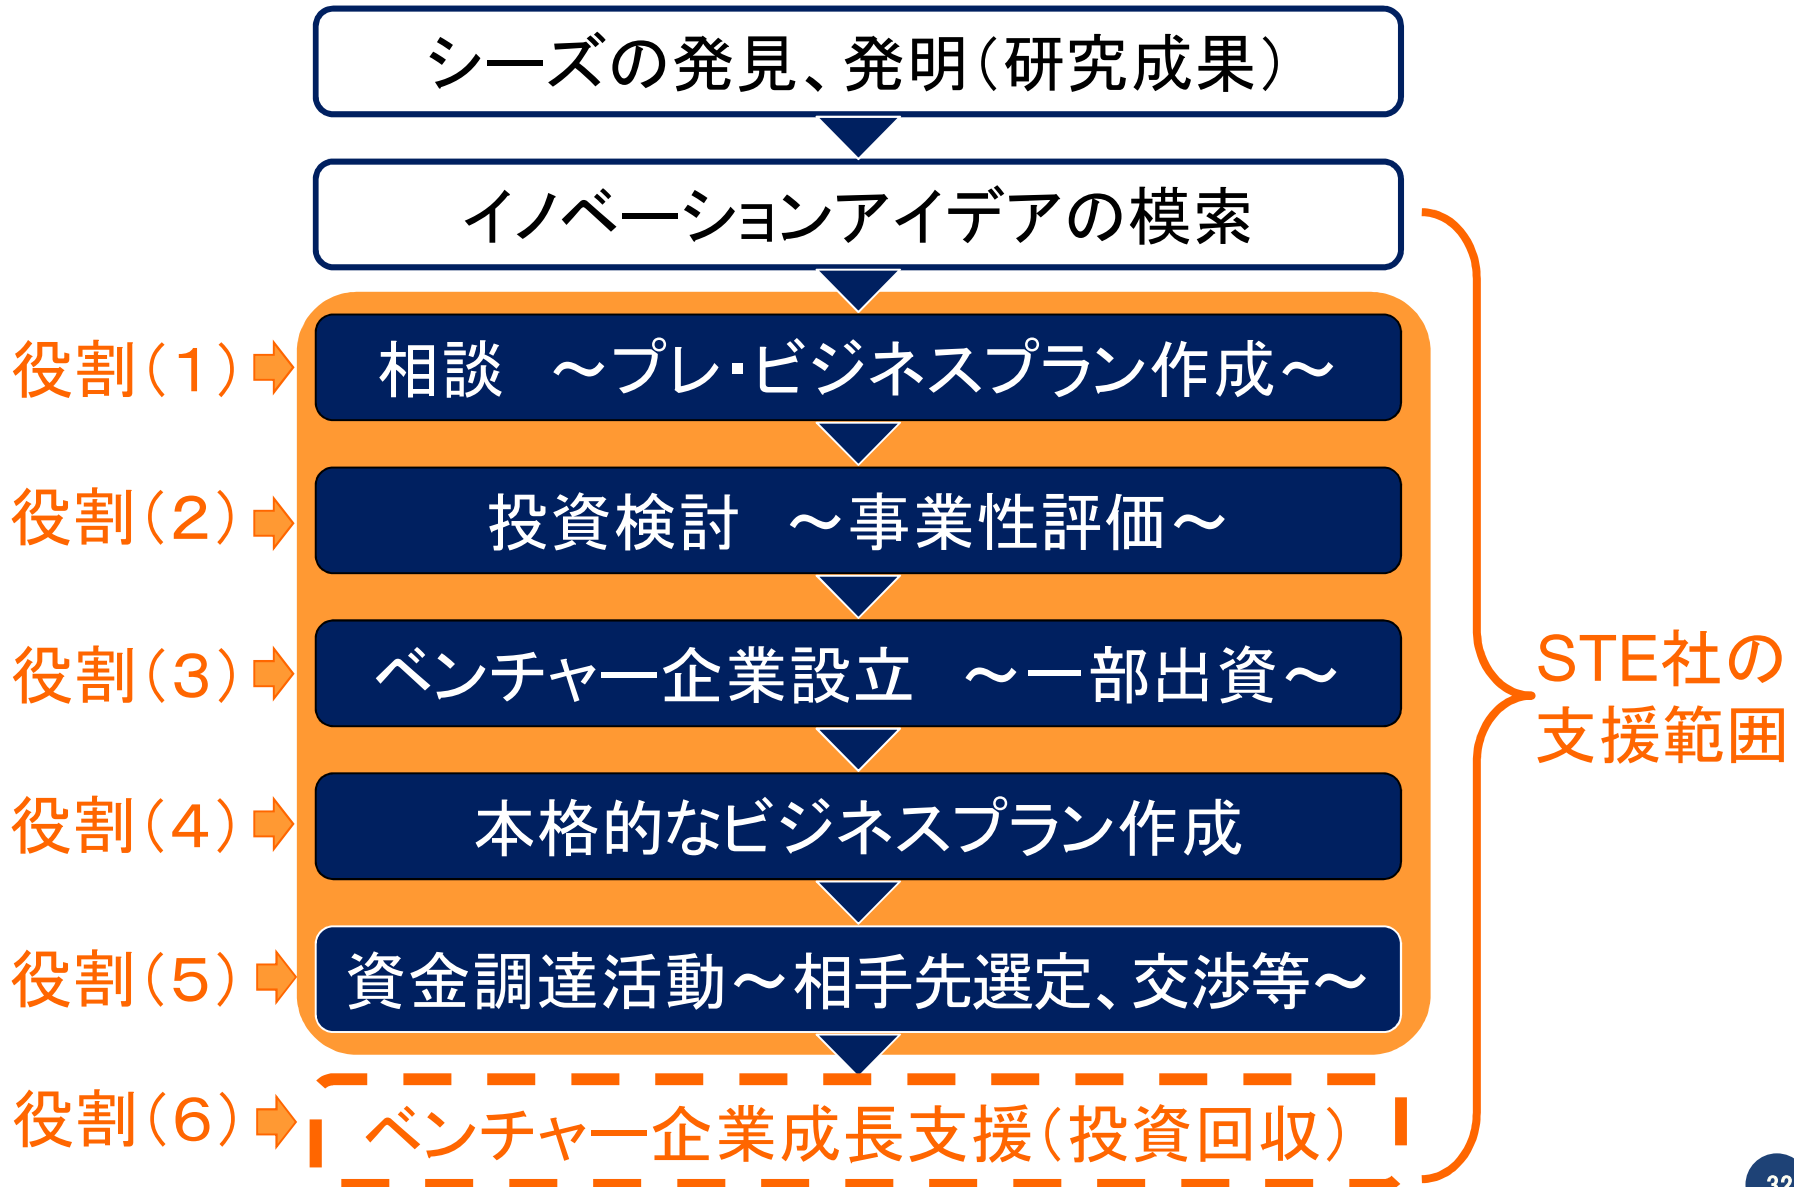 シーズの発見、発明（研究成果）
イノベーションアイデアの模索
役割（１）
相談　～プレ・ビジネスプラン作成～
役割（２）
投資検討　～事業性評価～
役割（３）
ベンチャー企業設立　～一部出資～
役割（４）
本格的なビジネスプラン作成
役割（５）
資金調達活動～相手先選定、交渉等～
役割（６）
ベンチャー企業成長支援（投資回収）
STE社の
支援範囲
32